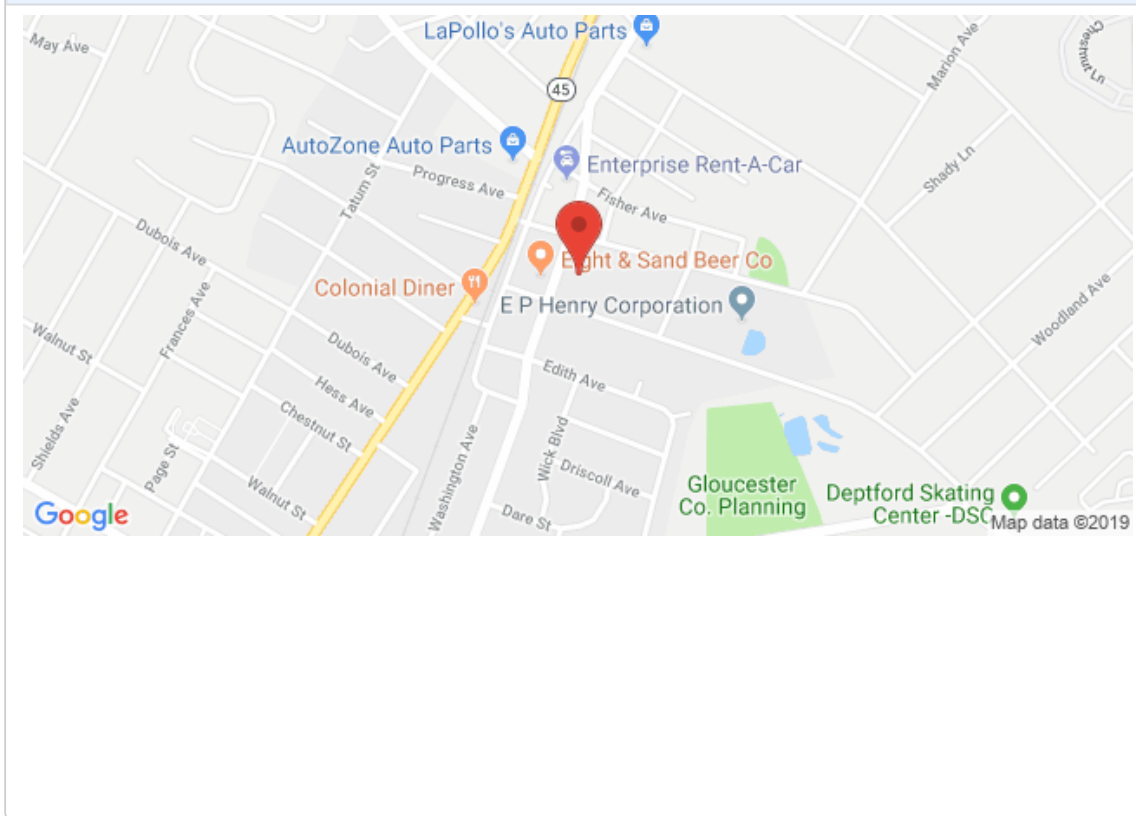 LaPollo's Auto Parts
May Ave
Marion Ave
Chestnut Ln
45
AutoZone Auto Parts
Enterprise Rent-A-Car
Progress Ave
Tatum St
Fisher Ave
Shady Ln
Dubois Ave
Eight & Sand Beer Co
Colonial Diner
E P Henry Corporation
Woodland Ave
Frances Ave
Walnut St
Dubois Ave
Edith Ave
Hess Ave
Chestnut St
Shields Ave
Page St
Washington Ave
Wick Blvd
Driscoll Ave
Walnut St
Dare St
Gloucester
Co. Planning
Deptford Skating
Center -DSC
Google
Map data ©2019